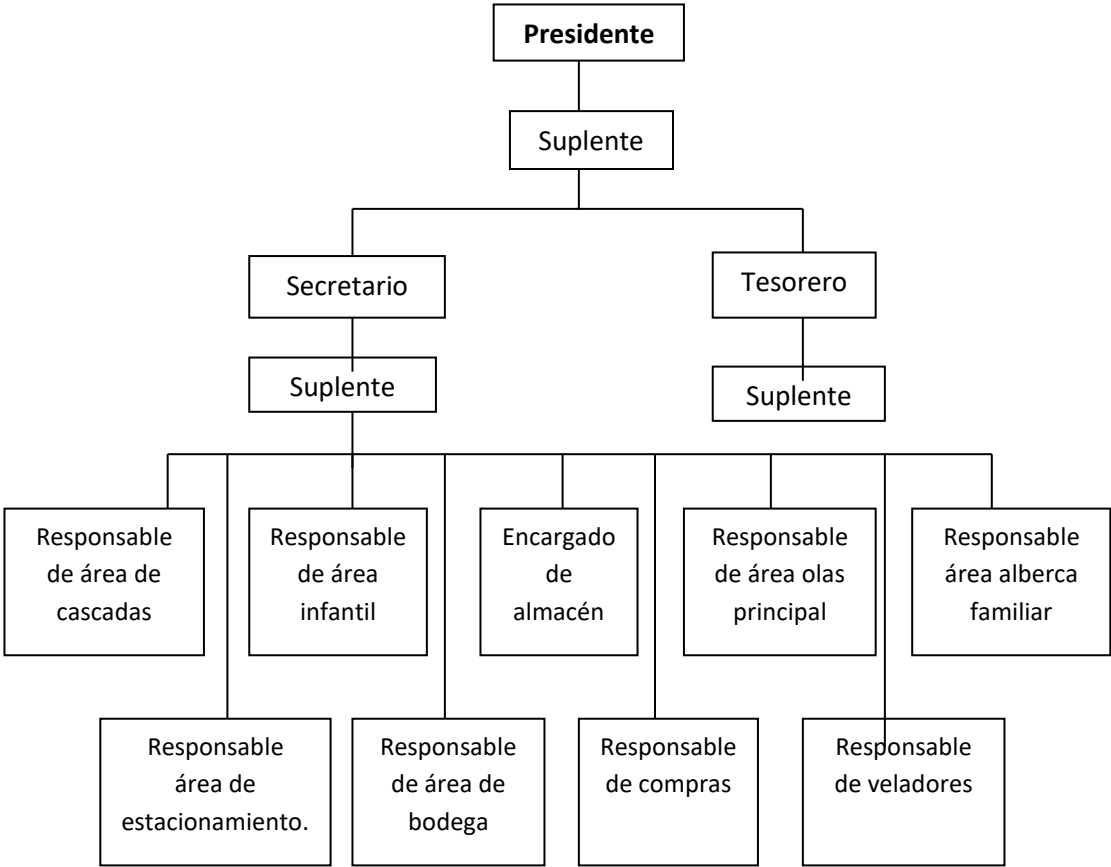 Presidente
Suplente
Secretario
Tesorero
Suplente
Suplente
Responsable
de área de
cascadas
Responsable
de área
infantil
Encargado
de
almacén
Responsable
de área olas
principal
Responsable
área alberca
familiar
Responsable
área de
estacionamiento.
Responsable
de área de
bodega
Responsable
de compras
Responsable
de veladores